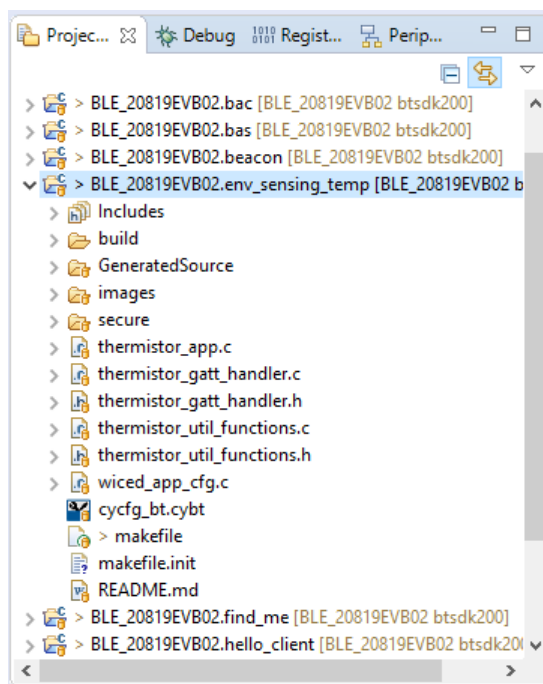 Projec... Debug Regist... Perip...
> BLE_20819EVB02.bac [BLE_20819EVB02 btsdk200]
> BLE_20819EVB02.bas [BLE_20819EVB02 btsdk200]
> BLE_20819EVB02.beacon [BLE_20819EVB02 btsdk200]
> BLE_20819EVB02.env_sensing_temp [BLE_20819EVB02 b
Includes
build
GeneratedSource
images
secure
thermistor_app.c
thermistor_gatt_handler.c
thermistor_gatt_handler.h
thermistor_util_functions.c
thermistor_util_functions.h
wiced_app_cfg.c
cycfg_bt.cybt
> makefile
makefile.init
README.md
> BLE_20819EVB02.find_me [BLE_20819EVB02 btsdk200]
> BLE_20819EVB02.hello_client [BLE_20819EVB02 btsdk200